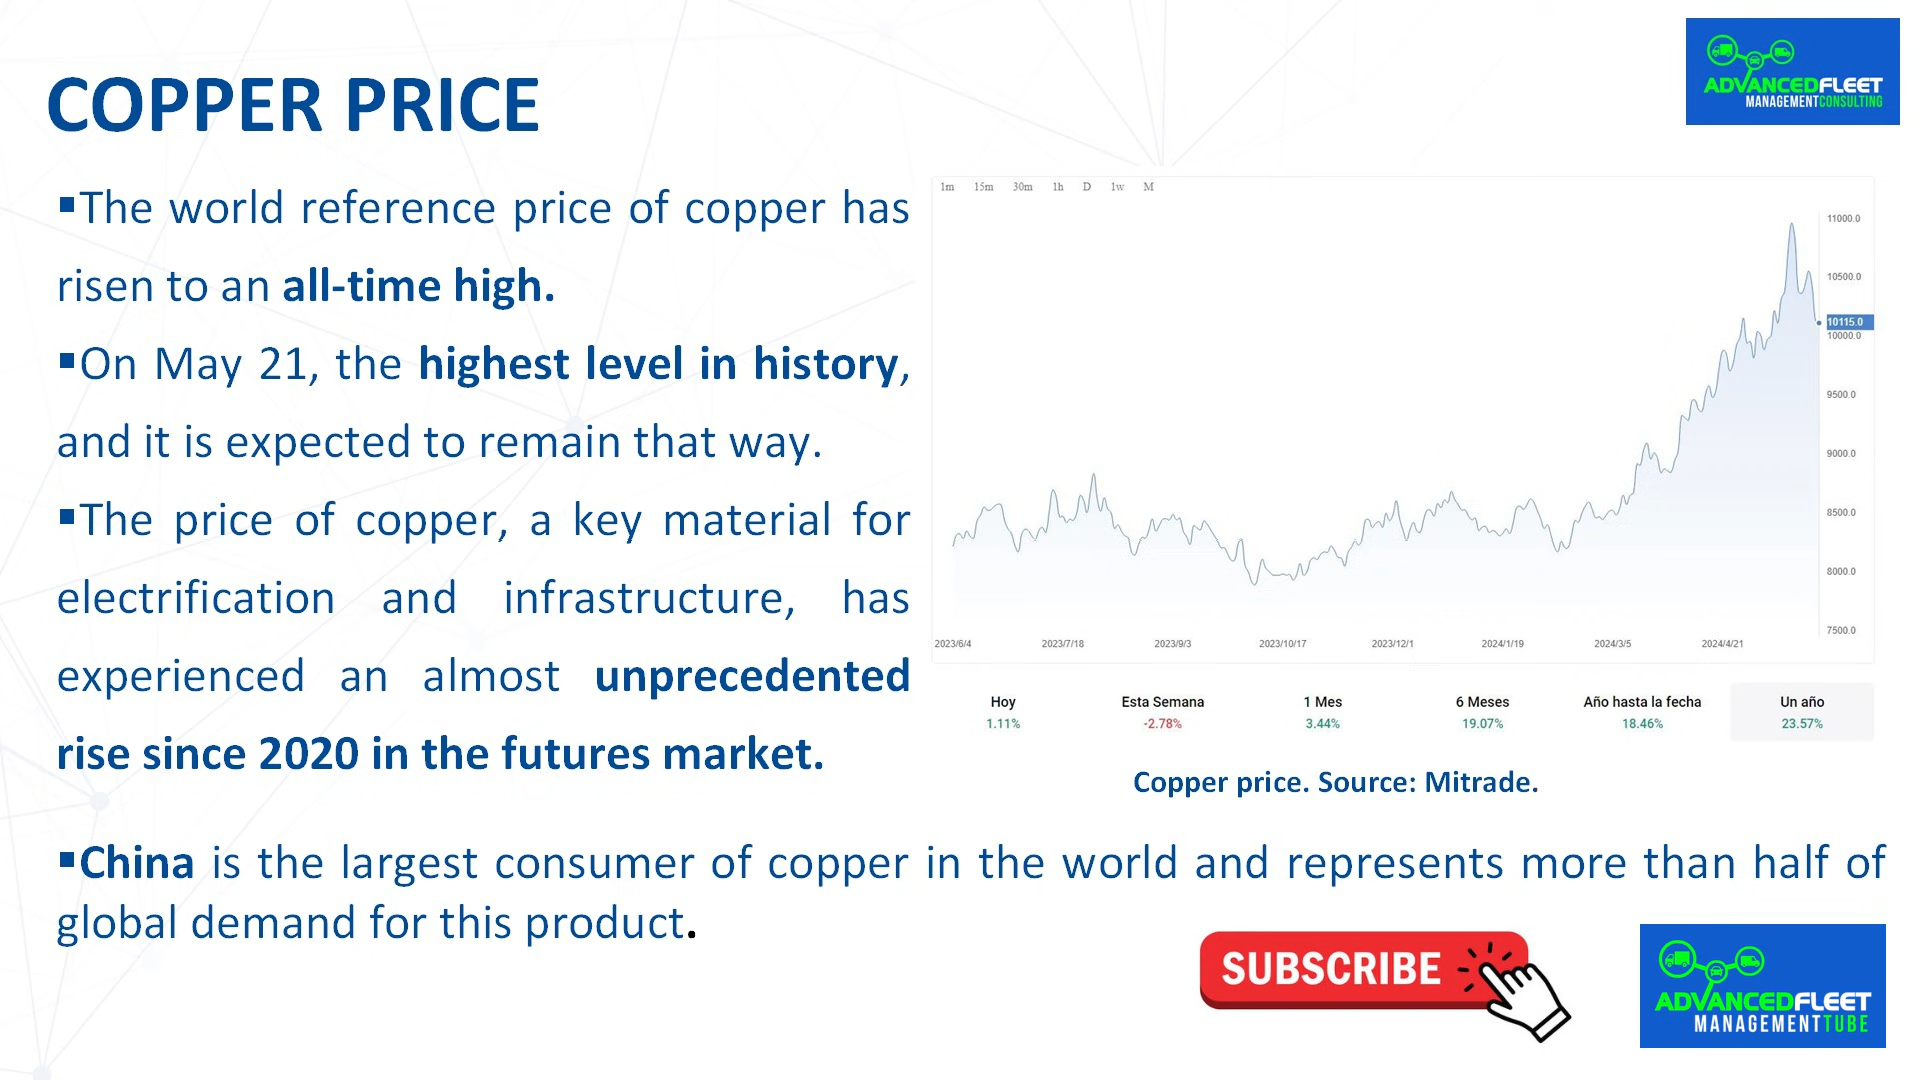 COPPER PRICE
ADVANCEDFLEET
MANAGEMENTCONSULTING
▪The world reference price of copper has
risen to an all-time high.
▪On May 21, the highest level in history,
and it is expected to remain that way.
▪The price of copper, a key material for
electrification and infrastructure, has
experienced an almost unprecedented
rise since 2020 in the futures market.
1m 15m 30m 1h D 1w M
11000.0
10500.0
10115.0
10000.0
9500.0
9000.0
8500.0
8000.0
7500.0
2023/6/4 2023/7/18 2023/9/3 2023/10/17 2023/12/1 2024/1/19 2024/3/5 2024/4/21
Hoy Esta Semana 1 Mes 6 Meses Año hasta la fecha Un año
1.11% -2.78% 3.44% 19.07% 18.46% 23.57%
Copper price. Source: Mitrade.
▪China is the largest consumer of copper in the world and represents more than half of
global demand for this product.
SUBSCRIBE
ADVANCEDFLEET
MANAGEMENTTUBE